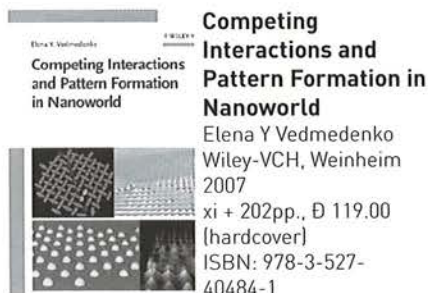 Elena Y. Vedmedenko
WILEY
Competing Interactions
and Pattern Formation
in Nanoworld
Competing
Interactions and
Pattern Formation in
Nanoworld
Elena Y Vedmedenko
Wiley-VCH, Weinheim
2007
xi + 202pp., Đ 119.00
(hardcover)
ISBN: 978-3-527-
40484-1